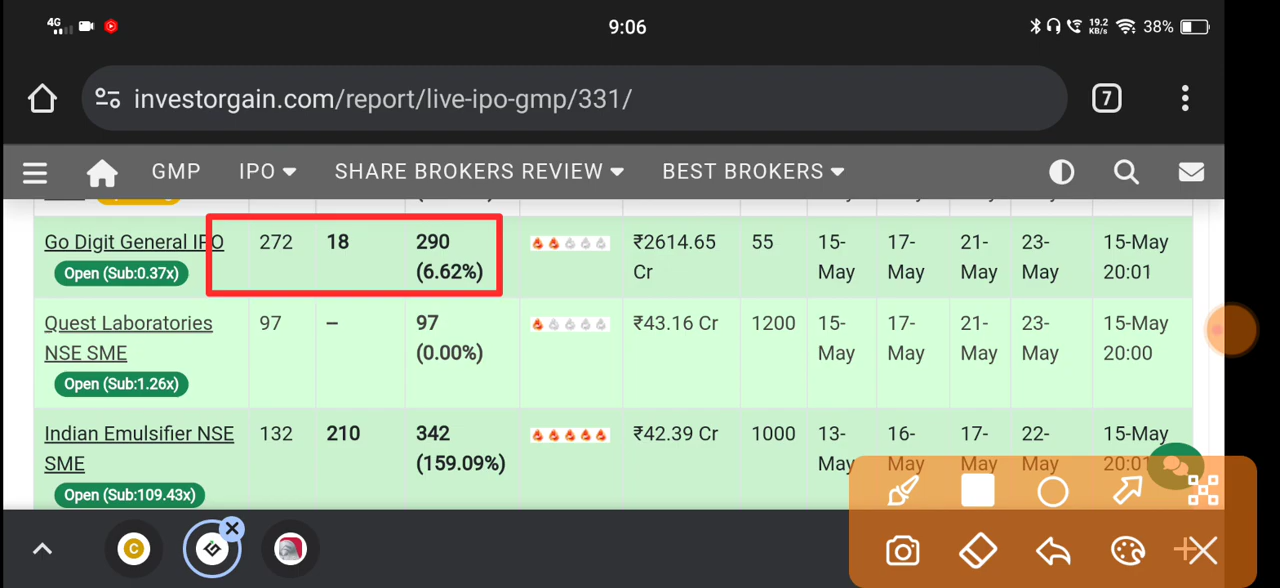 4G 9:06 19.2 KB/s 38%
investorgain.com/report/live-ipo-gmp/331/ 7
GMP IPO SHARE BROKERS REVIEW BEST BROKERS
Go Digit General IPO 272 18 290 ₹2614.65 55 15- 17- 21- 23- 15-May
Open (Sub:0.37x) (6.62%) Cr May May May May 20:01
Quest Laboratories 97 – 97 ₹43.16 Cr 1200 15- 17- 21- 23- 15-May
NSE SME (0.00%) May May May May 20:00
Open (Sub:1.26x)
Indian Emulsifier NSE 132 210 342 ₹42.39 Cr 1000 13- 16- 17- 22- 15-May
SME (159.09%) May May May May 20:01
Open (Sub:109.43x)
C